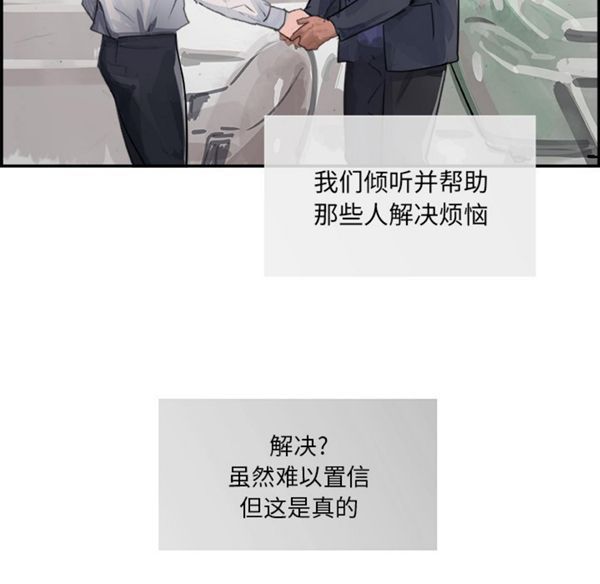 我们倾听并帮助
那些人解决烦恼
解决?
虽然难以置信
但这是真的